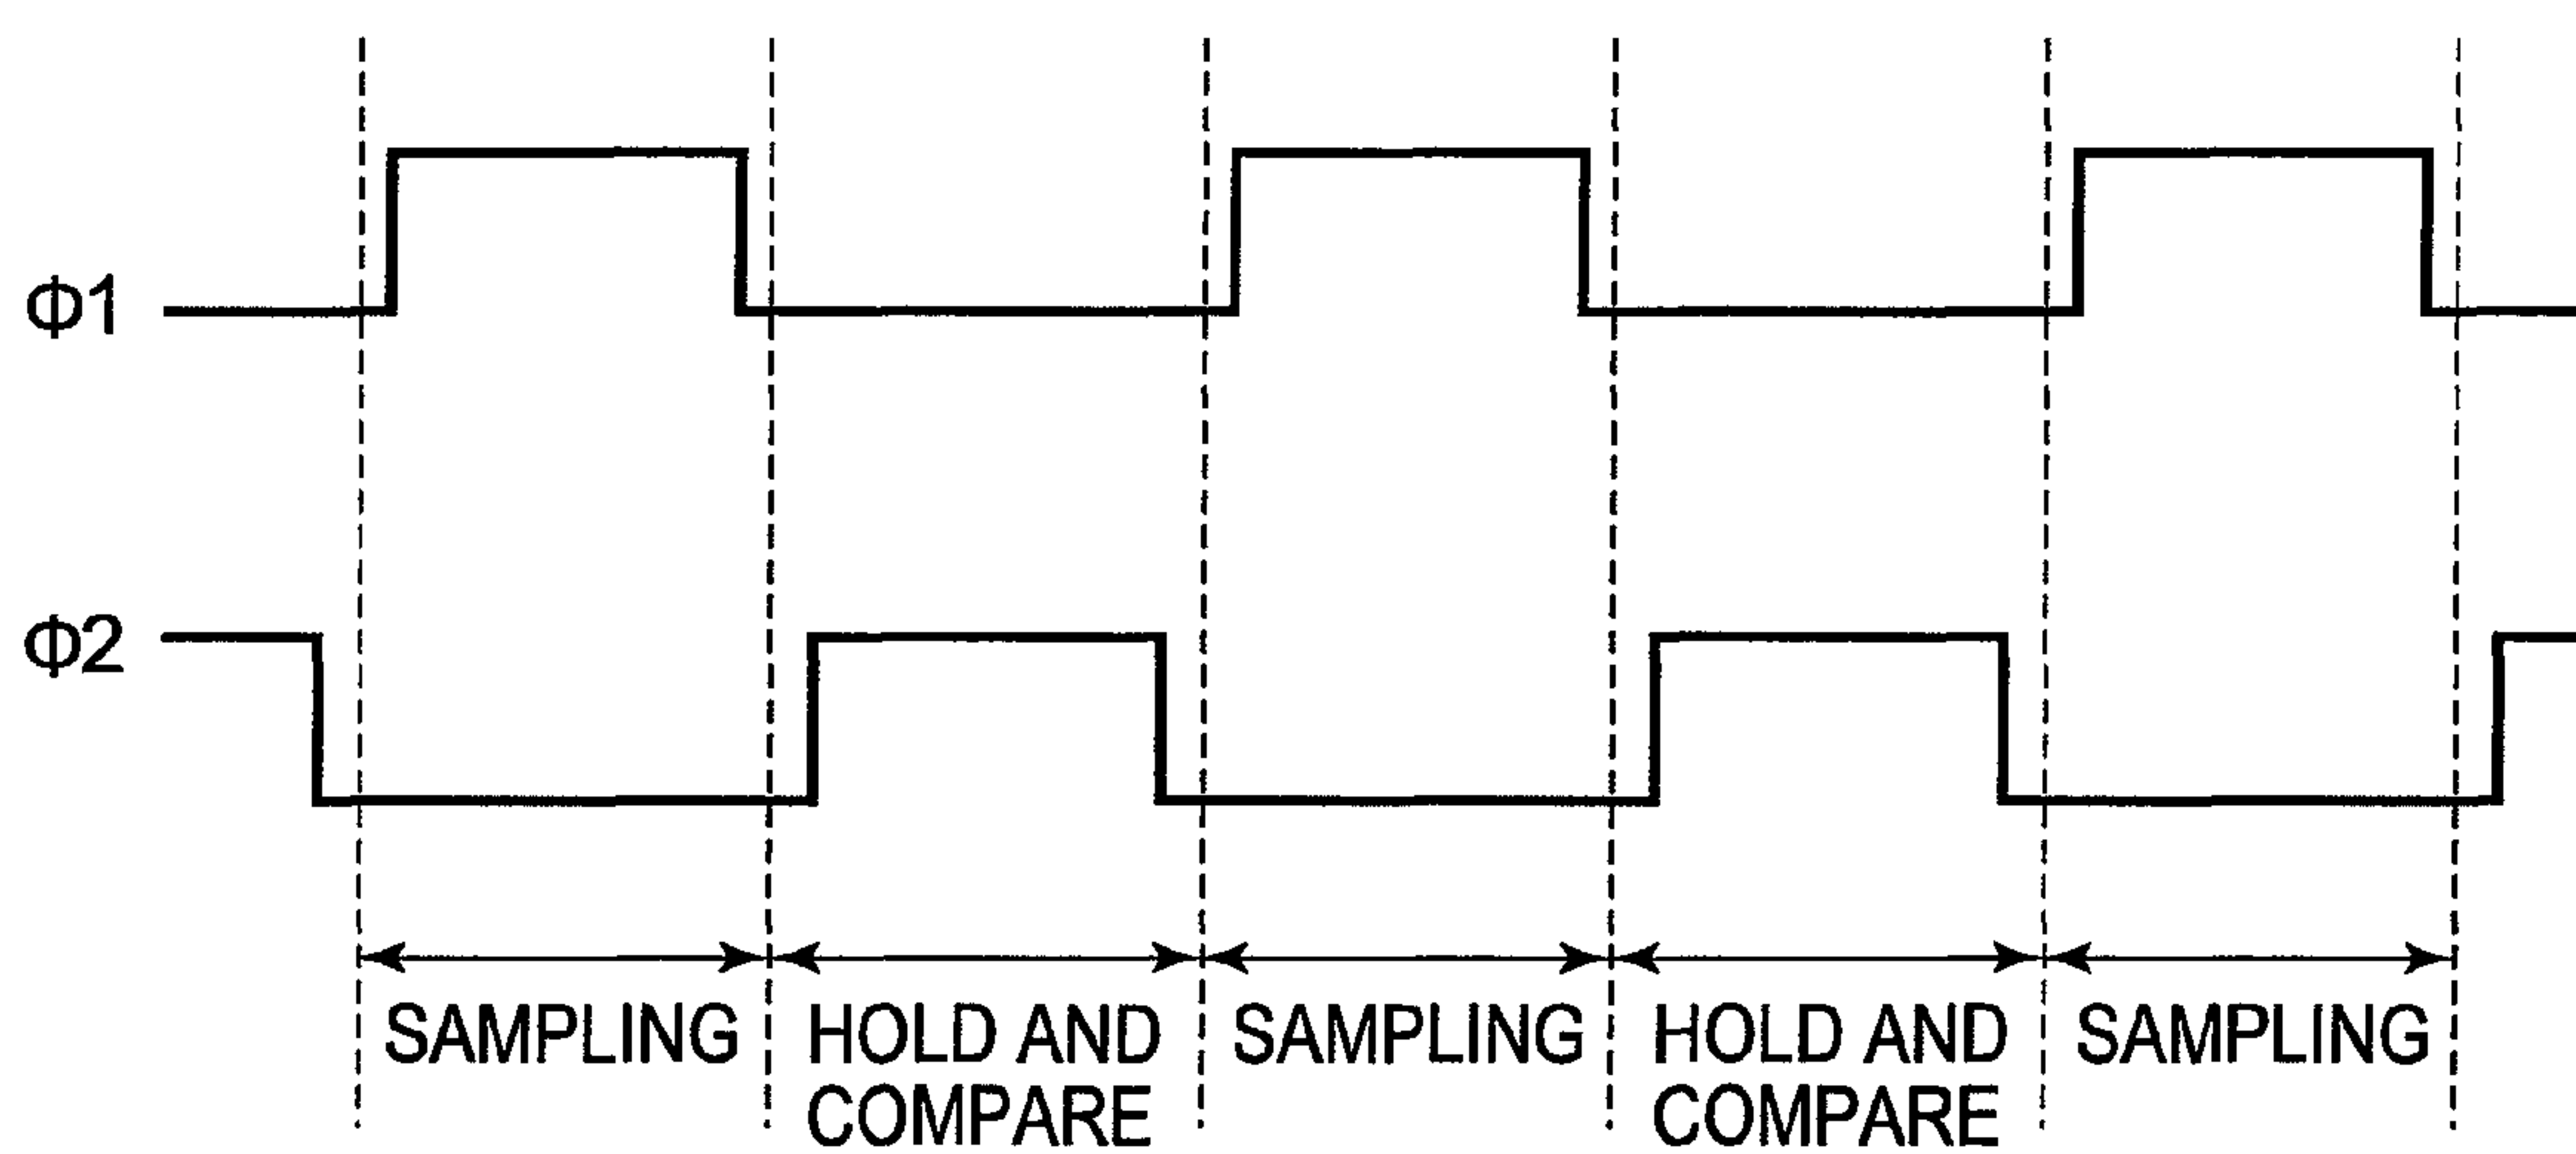 Φ1
Φ2
SAMPLING
HOLD AND
COMPARE
SAMPLING
HOLD AND
COMPARE
SAMPLING